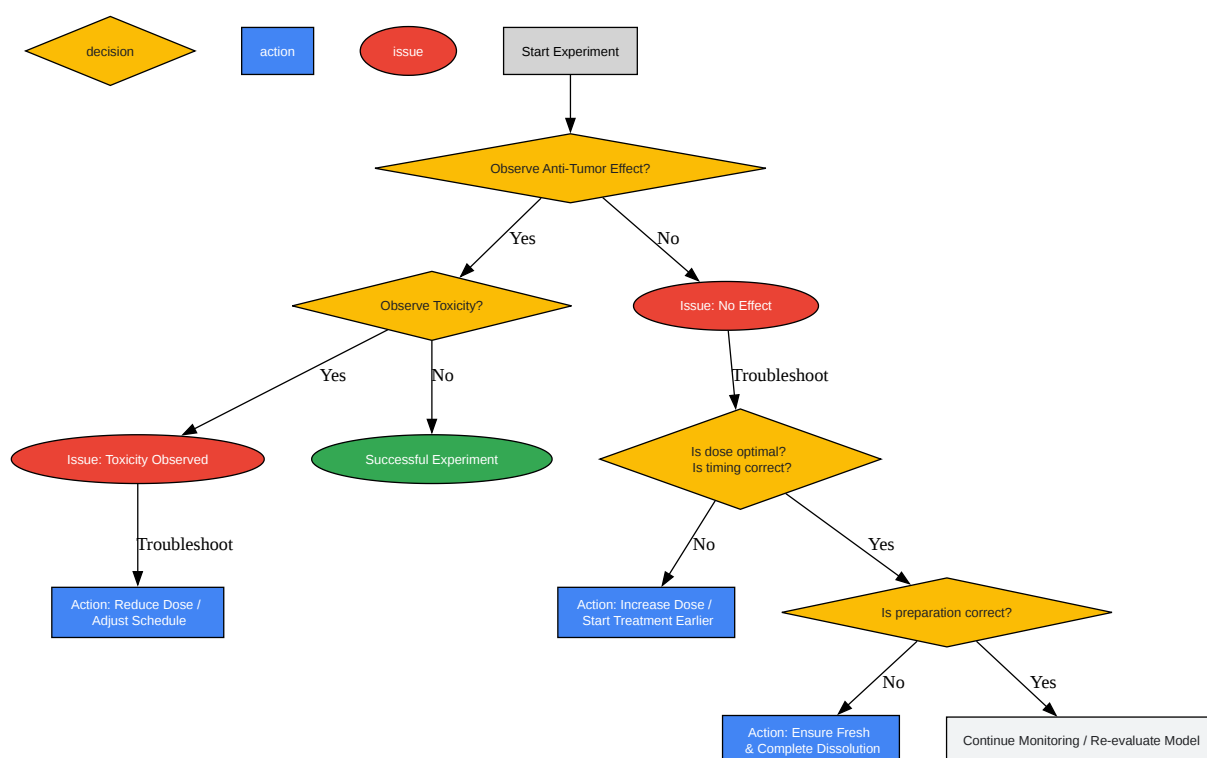 decision
action
issue
Start Experiment
Observe Anti-Tumor Effect?
Yes
No
Observe Toxicity?
Issue: No Effect
Yes
No
Troubleshoot
Issue: Toxicity Observed
Successful Experiment
Is dose optimal?
Is timing correct?
Troubleshoot
No
Yes
Action: Reduce Dose /
Adjust Schedule
Action: Increase Dose /
Start Treatment Earlier
Is preparation correct?
No
Yes
Action: Ensure Fresh
& Complete Dissolution
Continue Monitoring / Re-evaluate Model